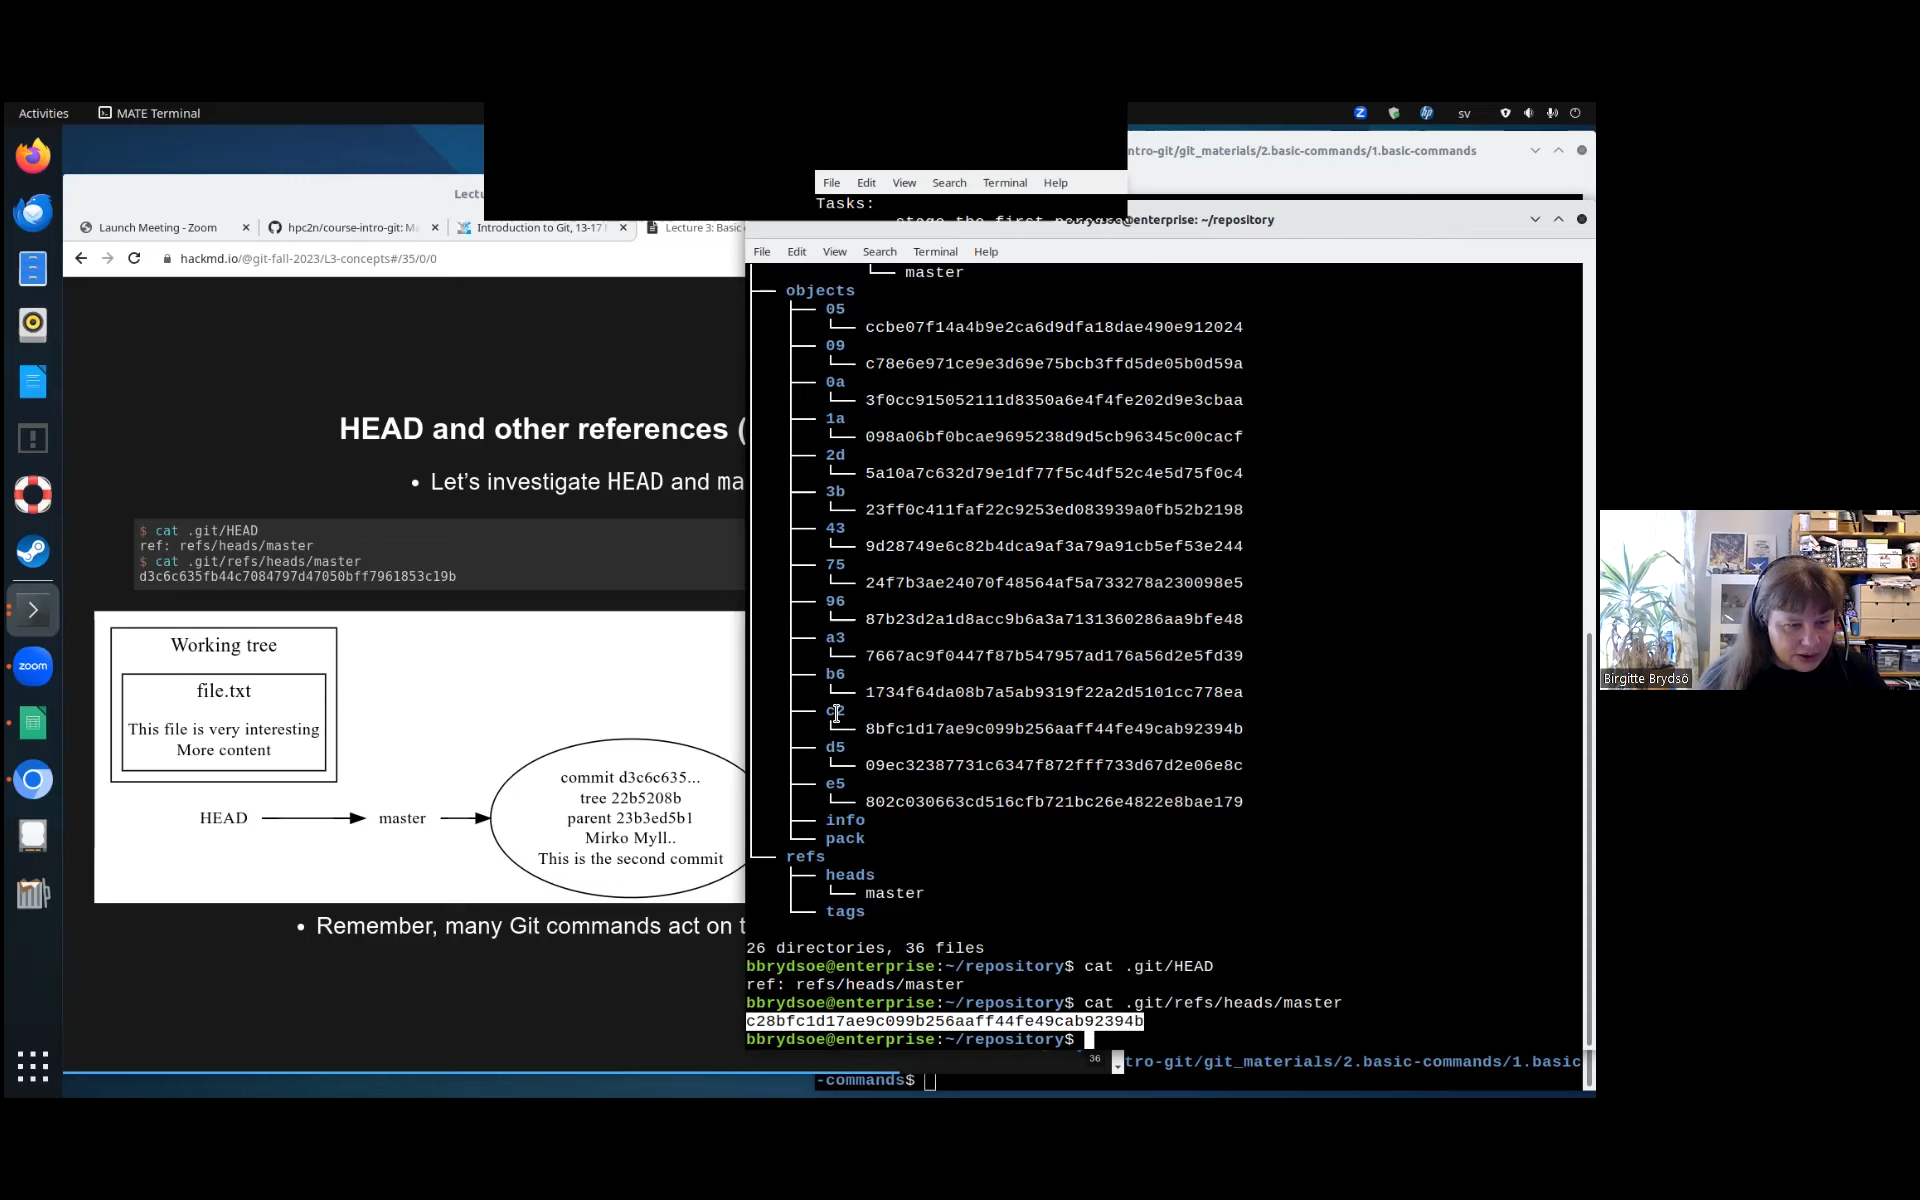 Activities
MATE Terminal
sv
ntro-git/git_materials/2.basic-commands/1.basic-commands
File Edit View Search Terminal Help
Tasks:
Lectu
@enterprise: ~/repository
Launch Meeting - Zoom
hpc2n/course-intro-git: M
Introduction to Git, 13-17
Lecture 3: Basic
hackmd.io/@git-fall-2023/L3-concepts#/35/0/0
File Edit View Search Terminal Help
HEAD and other references (
• Let's investigate HEAD and ma
$ cat .git/HEAD
ref: refs/heads/master
$ cat .git/refs/heads/master
d3c6c635fb44c7084797d47050bff7961853c19b
Working tree
file.txt
This file is very interesting
More content
HEAD
master
commit d3c6c635...
tree 22b5208b
parent 23b3ed5b1
Mirko Myll..
This is the second commit
• Remember, many Git commands act on t
master
objects
05
ccbe07f14a4b9e2ca6d9dfa18dae490e912024
09
c78e6e971ce9e3d69e75bcb3ffd5de05b0d59a
0a
3f0cc915052111d8350a6e4f4fe202d9e3cbaa
1a
098a06bf0bcae9695238d9d5cb96345c00cacf
2d
5a10a7c632d79e1df77f5c4df52c4e5d75f0c4
3b
23ff0c411faf22c9253ed083939a0fb52b2198
43
9d28749e6c82b4dca9af3a79a91cb5ef53e244
75
24f7b3ae24070f48564af5a733278a230098e5
96
87b23d2a1d8acc9b6a3a7131360286aa9bfe48
a3
7667ac9f0447f87b547957ad176a56d2e5fd39
b6
1734f64da08b7a5ab9319f22a2d5101cc778ea
c2
8bfc1d17ae9c099b256aaff44fe49cab92394b
d5
09ec32387731c6347f872fff733d67d2e06e8c
e5
802c030663cd516cfb721bc26e4822e8bae179
info
pack
refs
heads
master
tags
26 directories, 36 files
bbrydsoe@enterprise:~/repository$ cat .git/HEAD
ref: refs/heads/master
bbrydsoe@enterprise:~/repository$ cat .git/refs/heads/master
c28bfc1d17ae9c099b256aaff44fe49cab92394b
bbrydsoe@enterprise:~/repository$
36
tro-git/git_materials/2.basic-commands/1.basic
-commands$
zoom
Birgitte Brydsö